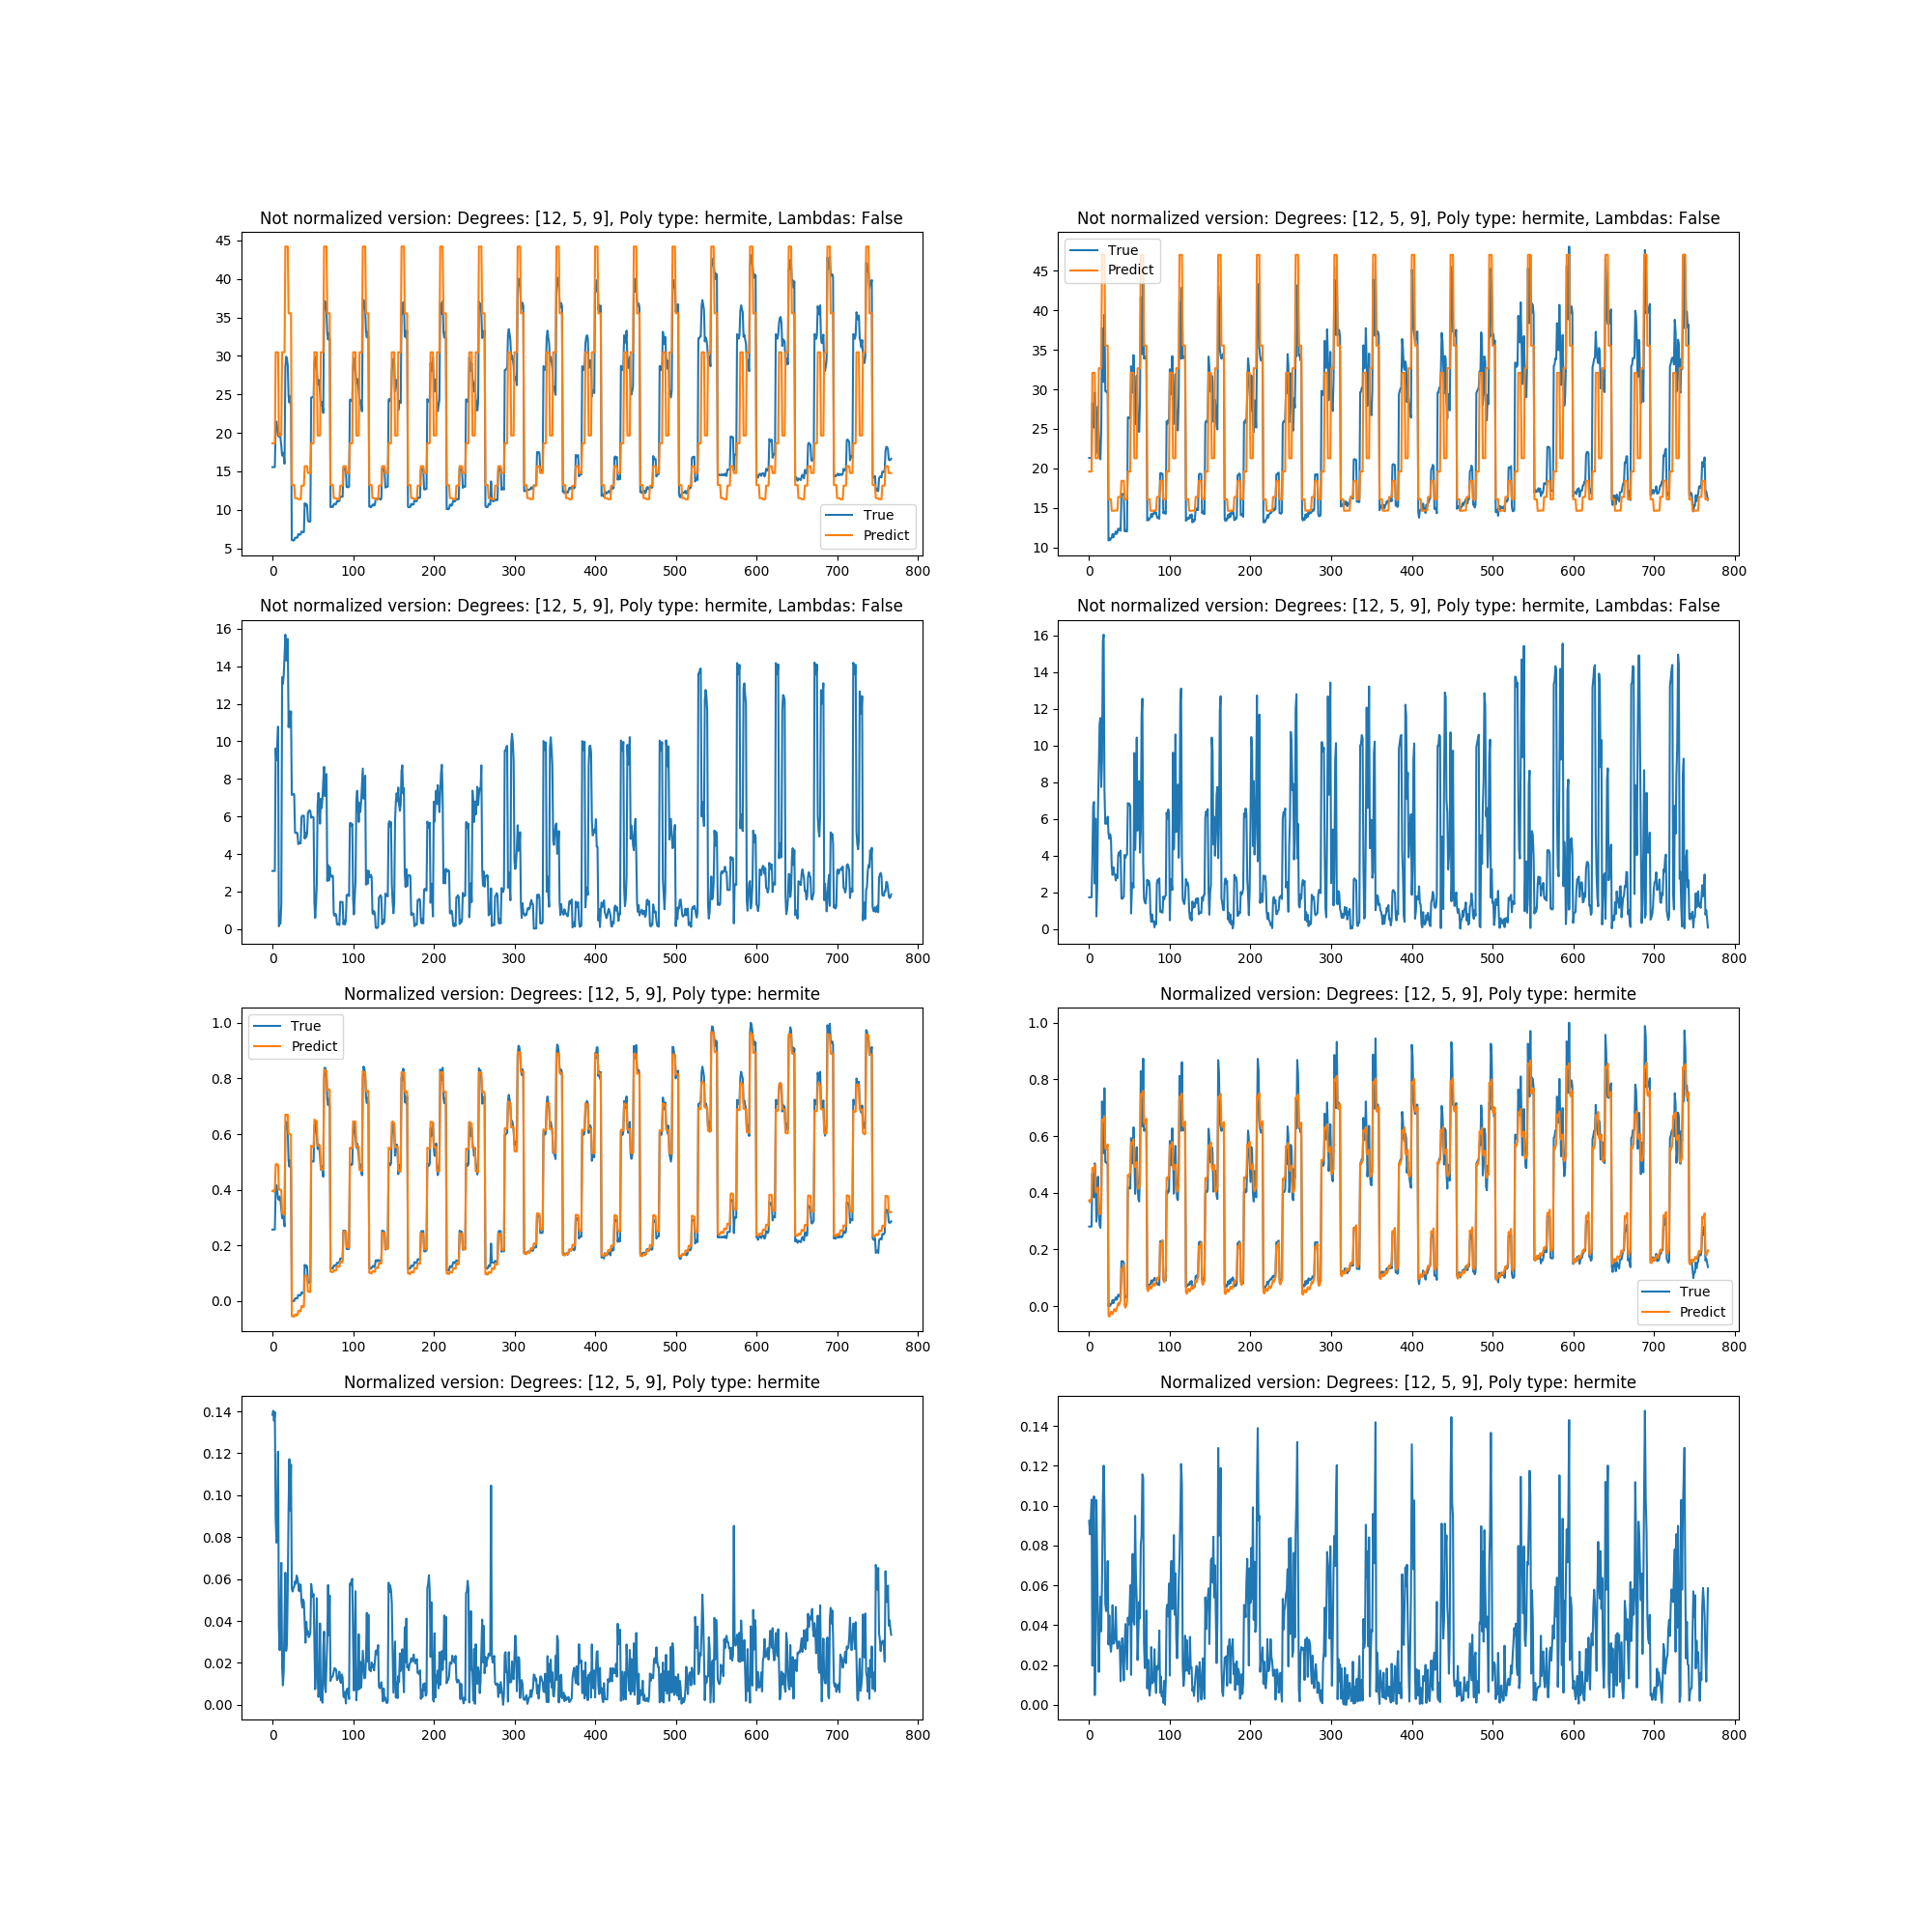 Not normalized version: Degrees: [12, 5, 9], Poly type: hermite, Lambdas: False
45
40
35
30
25
20
15
10
5
True
Predict
0 100 200 300 400 500 600 700 800
Not normalized version: Degrees: [12, 5, 9], Poly type: hermite, Lambdas: False
True
Predict
45
40
35
30
25
20
15
10
0 100 200 300 400 500 600 700 800
Not normalized version: Degrees: [12, 5, 9], Poly type: hermite, Lambdas: False
16
14
12
10
8
6
4
2
0
0 100 200 300 400 500 600 700 800
Not normalized version: Degrees: [12, 5, 9], Poly type: hermite, Lambdas: False
16
14
12
10
8
6
4
2
0
0 100 200 300 400 500 600 700 800
Normalized version: Degrees: [12, 5, 9], Poly type: hermite
True
Predict
1.0
0.8
0.6
0.4
0.2
0.0
0 100 200 300 400 500 600 700 800
Normalized version: Degrees: [12, 5, 9], Poly type: hermite
1.0
0.8
0.6
0.4
0.2
0.0
True
Predict
0 100 200 300 400 500 600 700 800
Normalized version: Degrees: [12, 5, 9], Poly type: hermite
0.14
0.12
0.10
0.08
0.06
0.04
0.02
0.00
0 100 200 300 400 500 600 700 800
Normalized version: Degrees: [12, 5, 9], Poly type: hermite
0.14
0.12
0.10
0.08
0.06
0.04
0.02
0.00
0 100 200 300 400 500 600 700 800